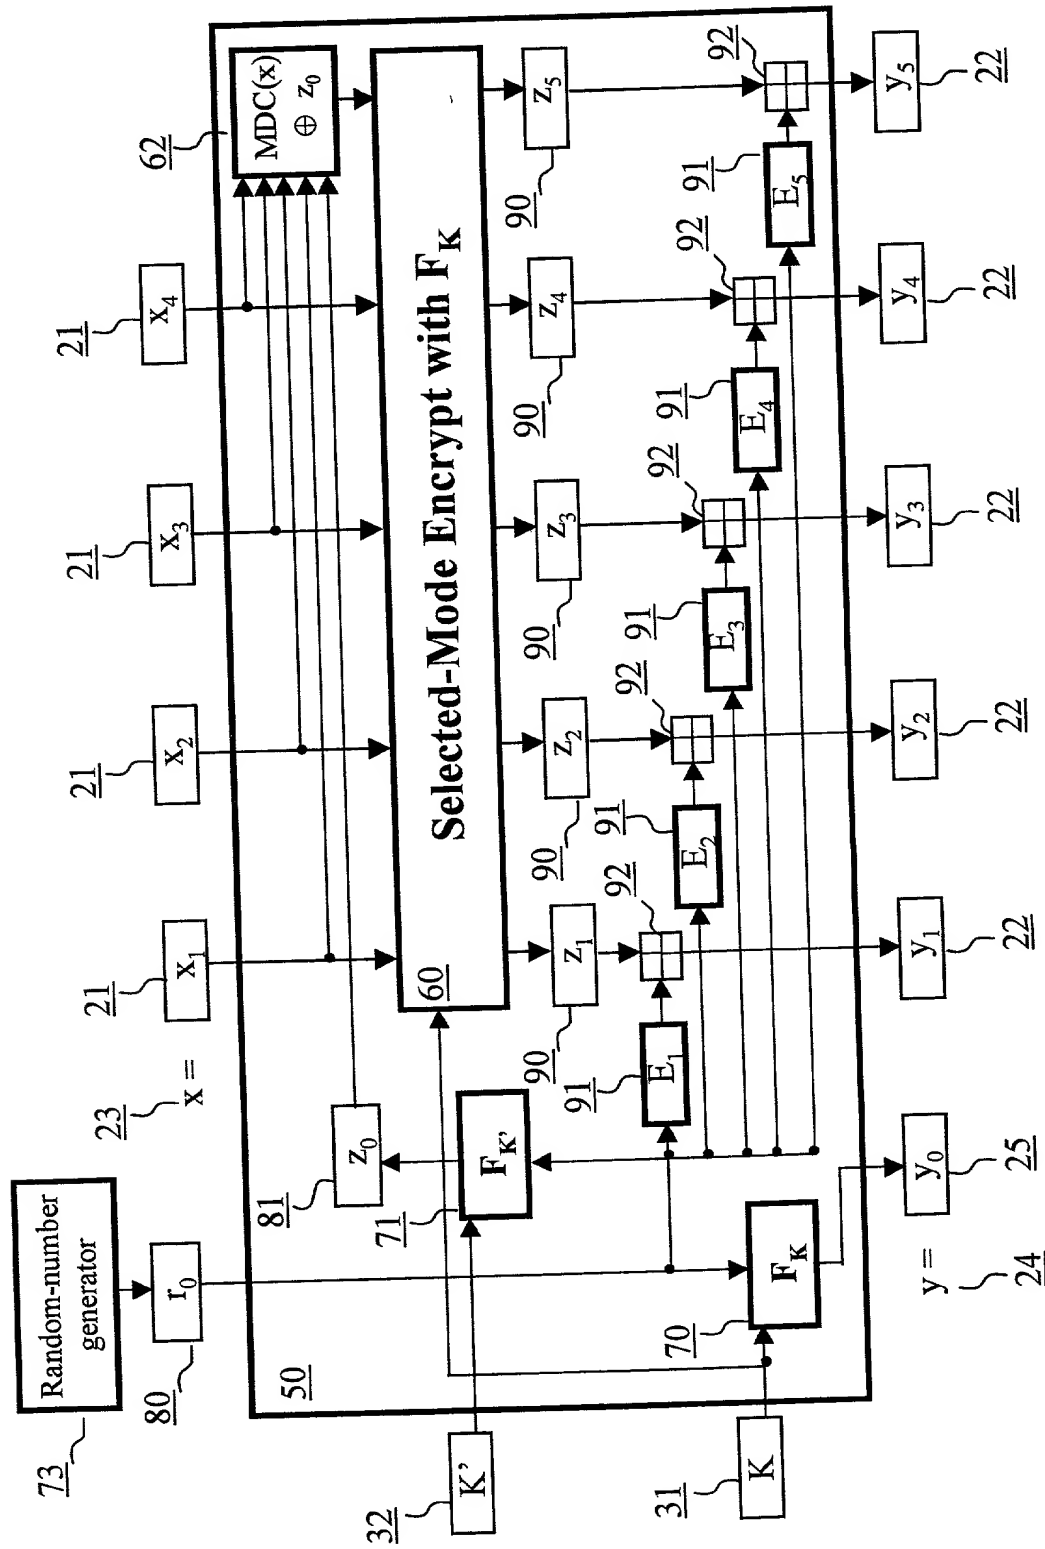 Random-number
generator
73
r0
80
23
x =
x1
21
x2
21
x3
21
x4
21
62
MDC(x)
⊕ z0
50
81
z0
K'
32
71
FK'
60
Selected-Mode Encrypt with FK
z1
90
z2
90
z3
90
z4
90
z5
90
E1
91
92
E2
91
92
E3
91
92
E4
91
92
E5
91
92
K
31
70
FK
y =
24
y0
25
y1
22
y2
22
y3
22
y4
22
y5
22